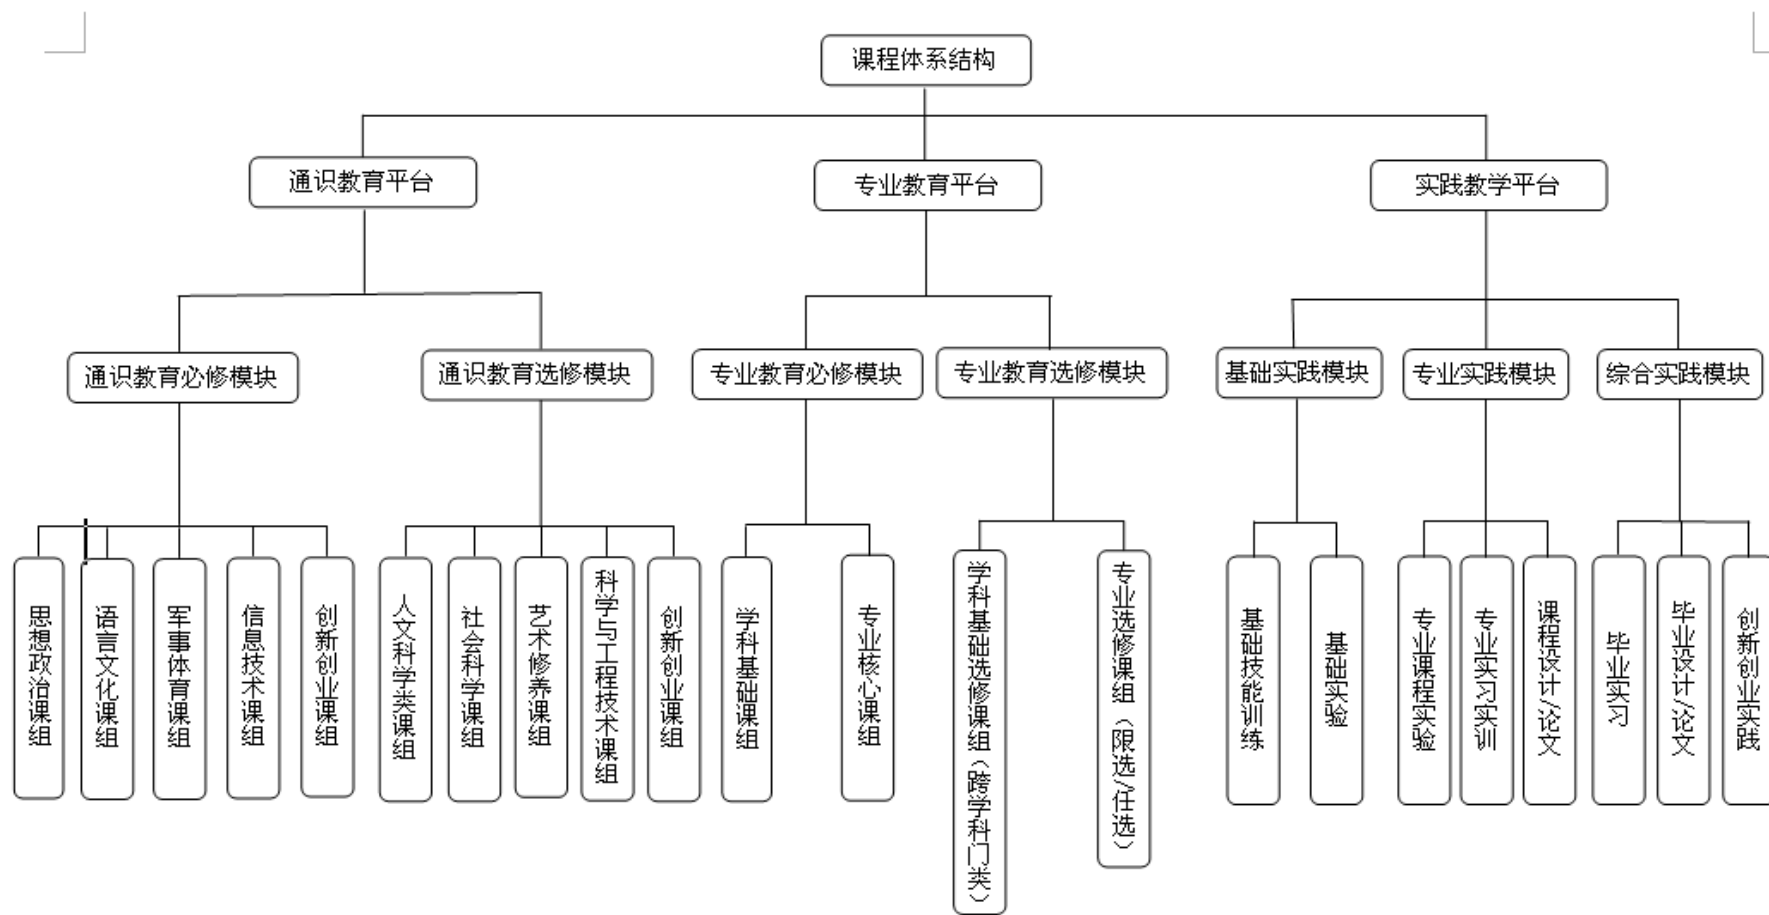 课程体系结构
通识教育平台
专业教育平台
实践教学平台
通识教育必修模块
通识教育选修模块
专业教育必修模块
专业教育选修模块
基础实践模块
专业实践模块
综合实践模块
思想政治课组
语言文化课组
军事体育课组
信息技术课组
创新创业课组
人文科学类课组
社会科学课组
艺术修养课组
科学与工程技术课组
创新创业课组
学科基础课组
专业核心课组
学科基础选修课组（跨学科门类）
专业选修课组（限选/任选）
基础技能训练
基础实验
专业课程实验
专业实习实训
课程设计/论文
毕业实习
毕业设计/论文
创新创业实践